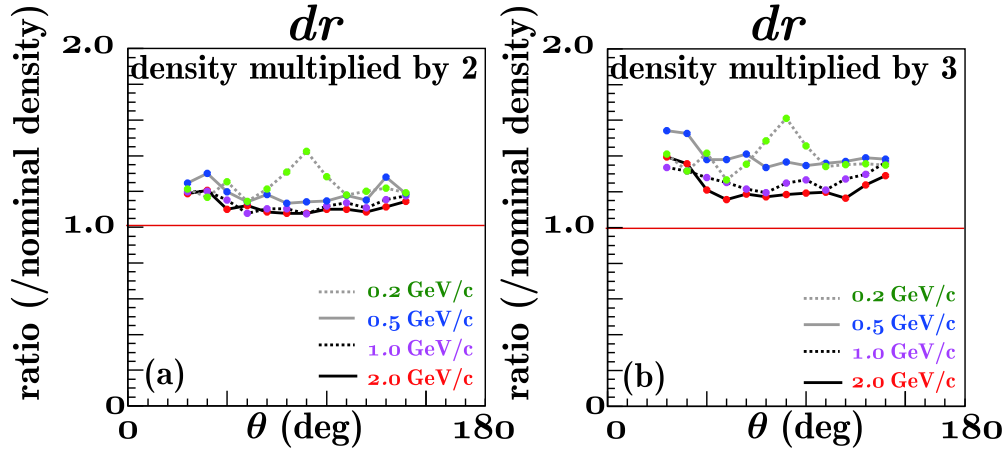 dr
2.0
density multiplied by 2
ratio (/nominal density)
1.0
0.2 GeV/c
0.5 GeV/c
1.0 GeV/c
2.0 GeV/c
(a)
0
0
θ (deg)
180
dr
2.0
density multiplied by 3
ratio (/nominal density)
1.0
0.2 GeV/c
0.5 GeV/c
1.0 GeV/c
2.0 GeV/c
(b)
0
0
θ (deg)
180